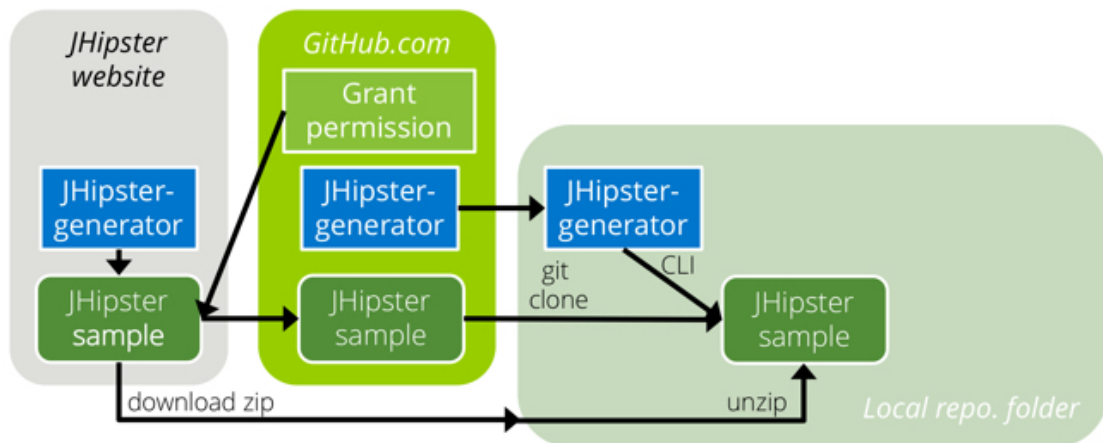 JHipster
website
GitHub.com
Grant
permission
JHipster-
generator
JHipster-
generator
JHipster-
generator
git
clone
CLI
JHipster
sample
JHipster
sample
JHipster
sample
download zip
unzip
Local repo. folder